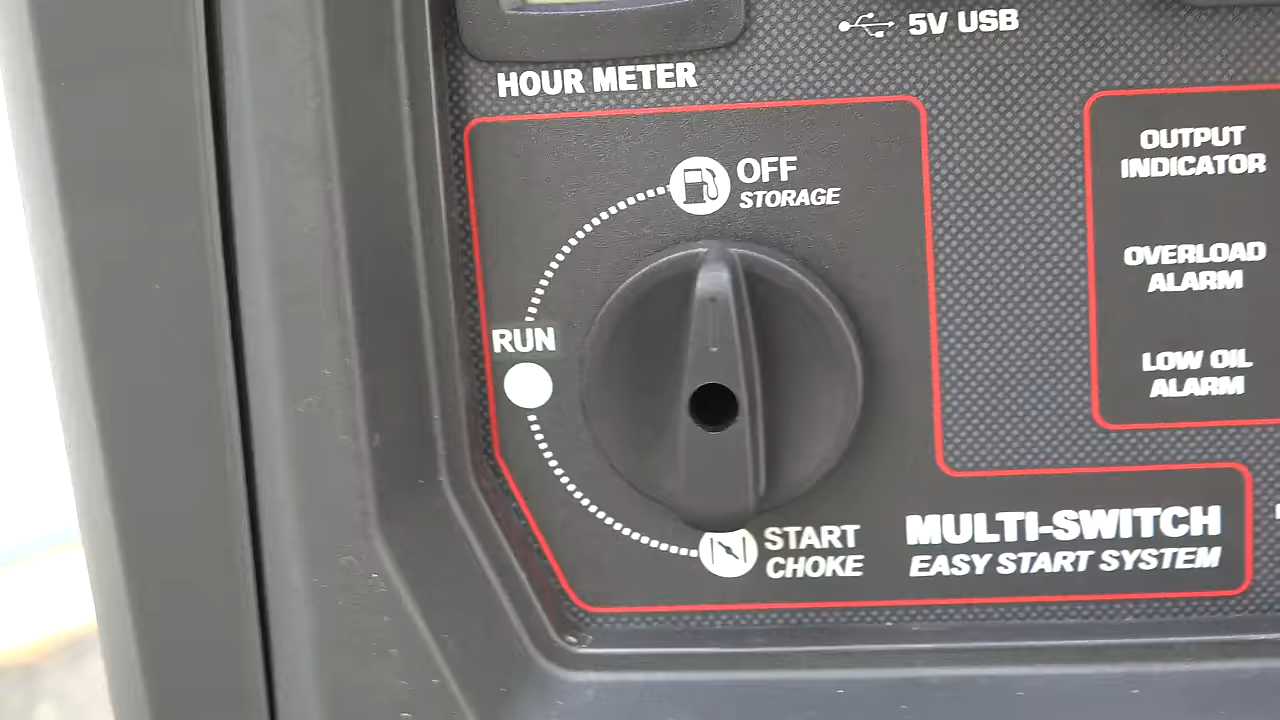 5V USB
HOUR METER
OFF
STORAGE
RUN
START
CHOKE
MULTI-SWITCH
EASY START SYSTEM
OUTPUT
INDICATOR
OVERLOAD
ALARM
LOW OIL
ALARM